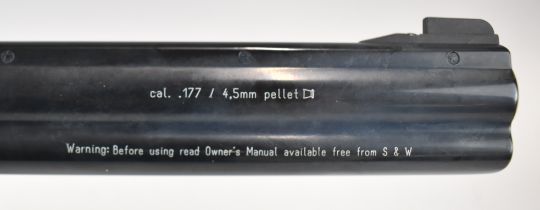 cal. .177 / 4,5mm pellet
Warning: Before using read Owner's Manual available free from S & W